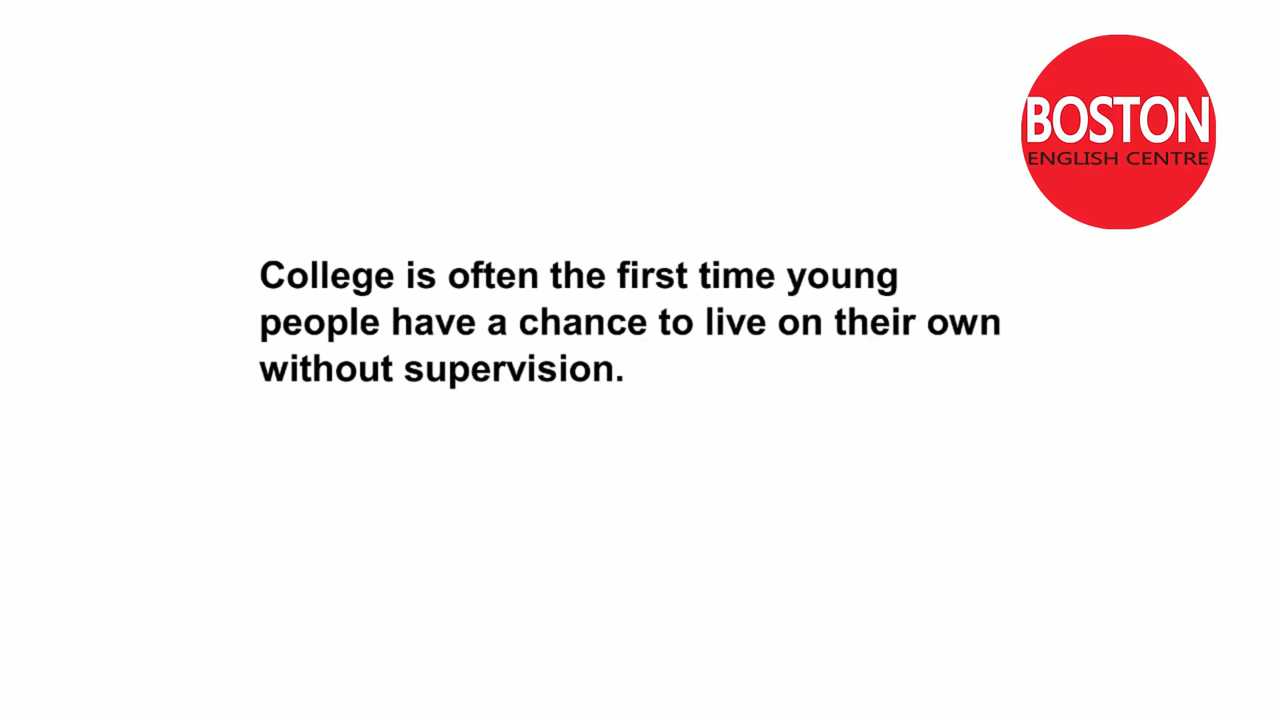 BOSTON
ENGLISH CENTRE
College is often the first time young
people have a chance to live on their own
without supervision.